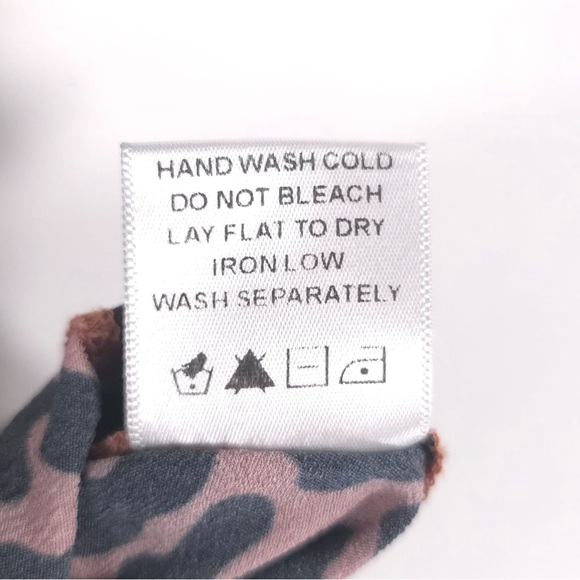 HAND WASH COLD
DO NOT BLEACH
LAY FLAT TO DRY
IRON LOW
WASH SEPARATELY